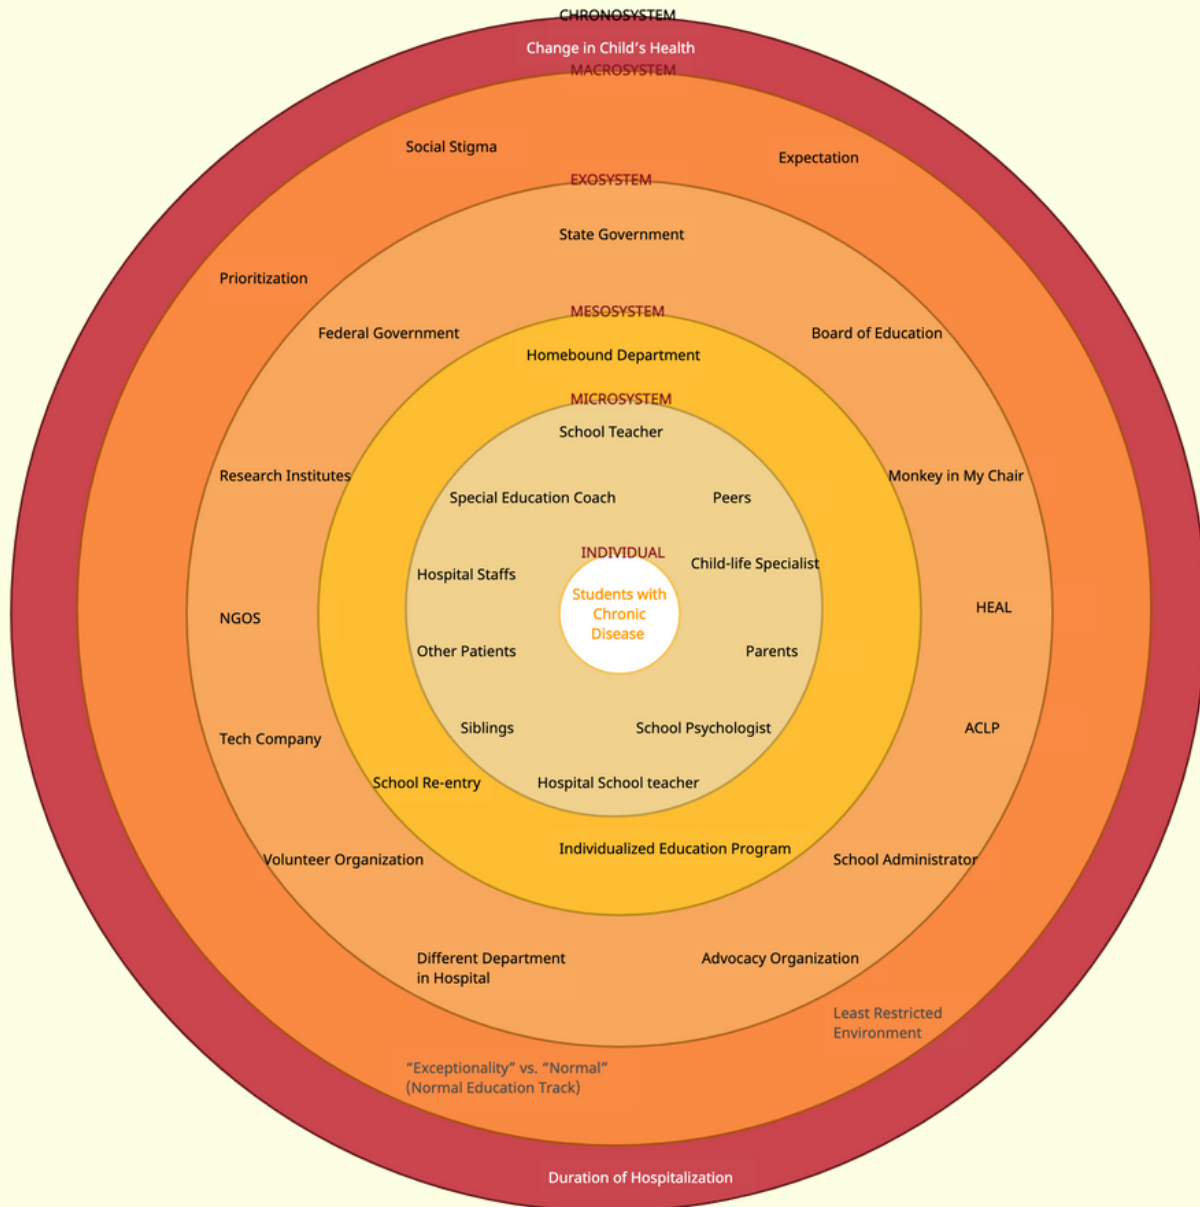 CHRONOSYSTEM
Change in Child's Health
MACROSYSTEM
Social Stigma
Expectation
EXOSYSTEM
State Government
Prioritization
MESOSYSTEM
Federal Government
Board of Education
Homebound Department
MICROSYSTEM
School Teacher
Research Institutes
Monkey in My Chair
Special Education Coach
Peers
INDIVIDUAL
Child-life Specialist
Hospital Staffs
Students with
Chronic
Disease
HEAL
NGOS
Other Patients
Parents
Siblings
School Psychologist
ACLP
Tech Company
School Re-entry
Hospital School teacher
Individualized Education Program
Volunteer Organization
School Administrator
Different Department
in Hospital
Advocacy Organization
Least Restricted
Environment
“Exceptionality” vs. “Normal”
(Normal Education Track)
Duration of Hospitalization